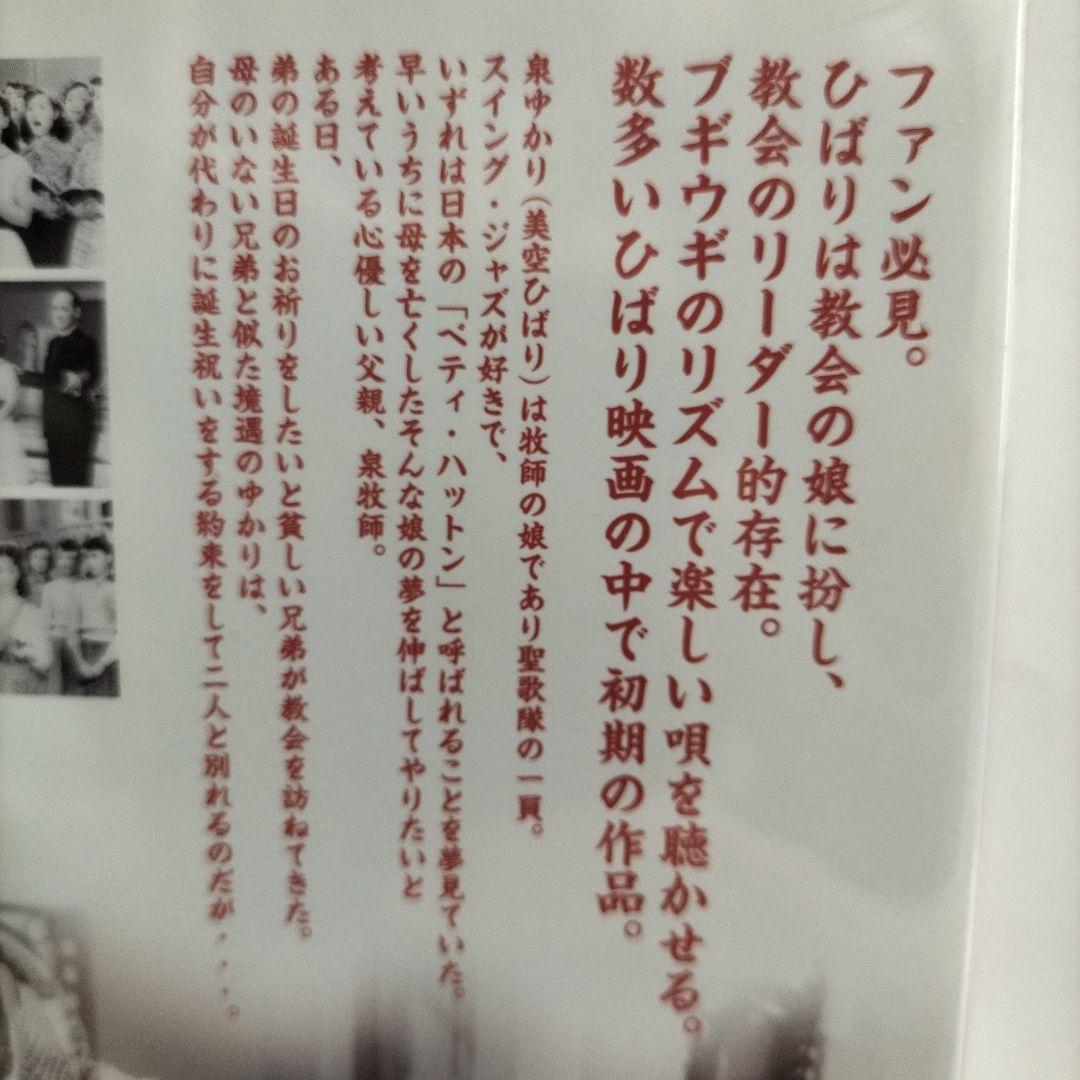 ファン必見。
ひばりは教会の娘に扮し、
教会のリーダー的存在。
ブギウギのリズムで楽しい唄を聴かせる。
数多いひばり映画の中で初期の作品。
泉ゆかり(美空ひばり)は牧師の娘であり聖歌隊の一員。
スイング・ジャズが好きで、
いずれは日本の「ベティ・ハットン」と呼ばれることを夢見ていた。
早いうちに母を亡くしたそんな娘の夢を伸ばしてやりたいと
考えている心優しい父親、泉牧師。
ある日、
弟の誕生日のお祈りをしたいと貧しい兄弟が教会を訪ねてきた。
母のいない兄弟と似た境遇のゆかりは、
自分が代わりに誕生祝いをする約束をして二人と別れるのだが・・・。